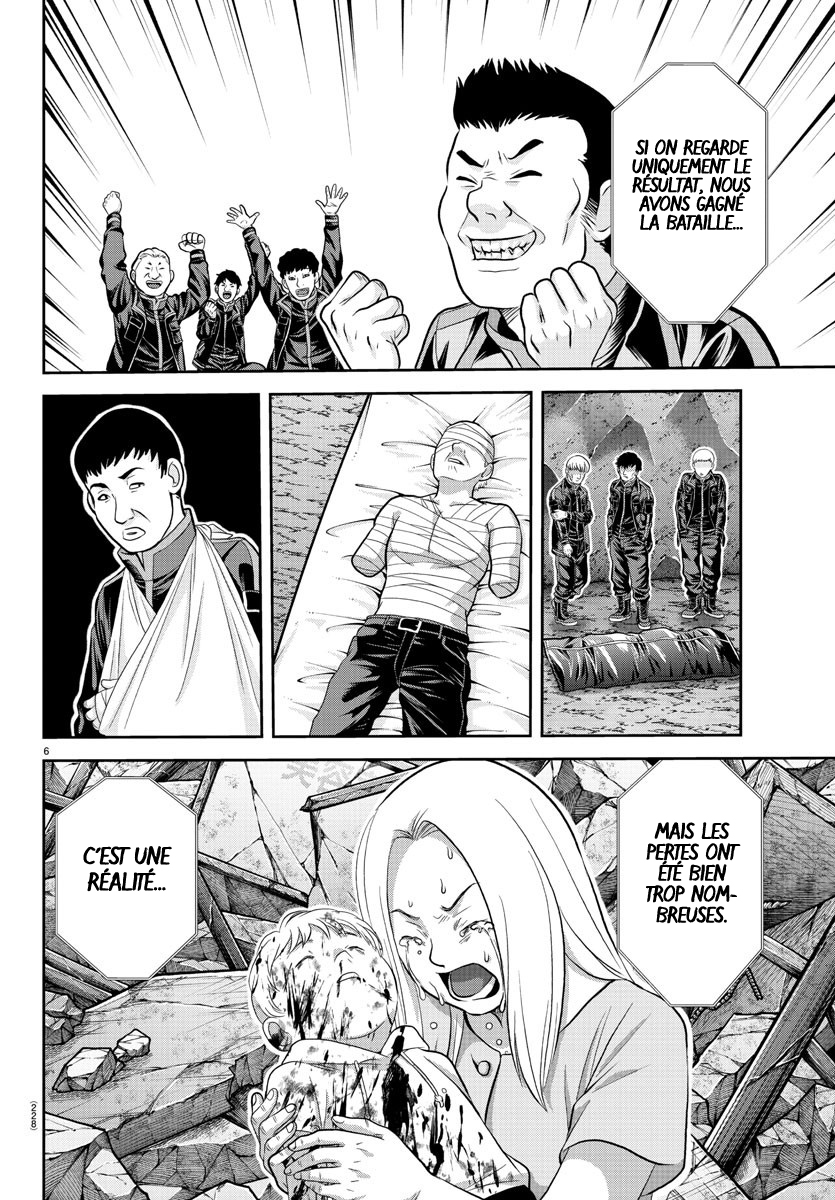 SI ON REGARDE
UNIQUEMENT LE
RÉSULTAT, NOUS
AVONS GAGNÉ
LA BATAILLE...
6
MAIS LES
PERTES ONT
ÉTÉ BIEN
TROP NOM-
BREUSES.
C'EST UNE
RÉALITÉ...
(228)